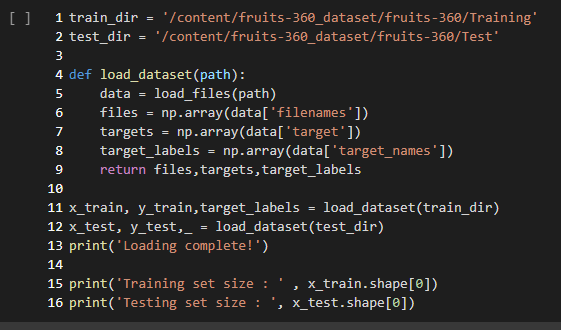 [ ] 1 train_dir = '/content/fruits-360_dataset/fruits-360/Training'
2 test_dir = '/content/fruits-360_dataset/fruits-360/Test'
3
4 def load_dataset(path):
5     data = load_files(path)
6     files = np.array(data['filenames'])
7     targets = np.array(data['target'])
8     target_labels = np.array(data['target_names'])
9     return files,targets,target_labels
10
11 x_train, y_train,target_labels = load_dataset(train_dir)
12 x_test, y_test,_ = load_dataset(test_dir)
13 print('Loading complete!')
14
15 print('Training set size : ' , x_train.shape[0])
16 print('Testing set size : ', x_test.shape[0])